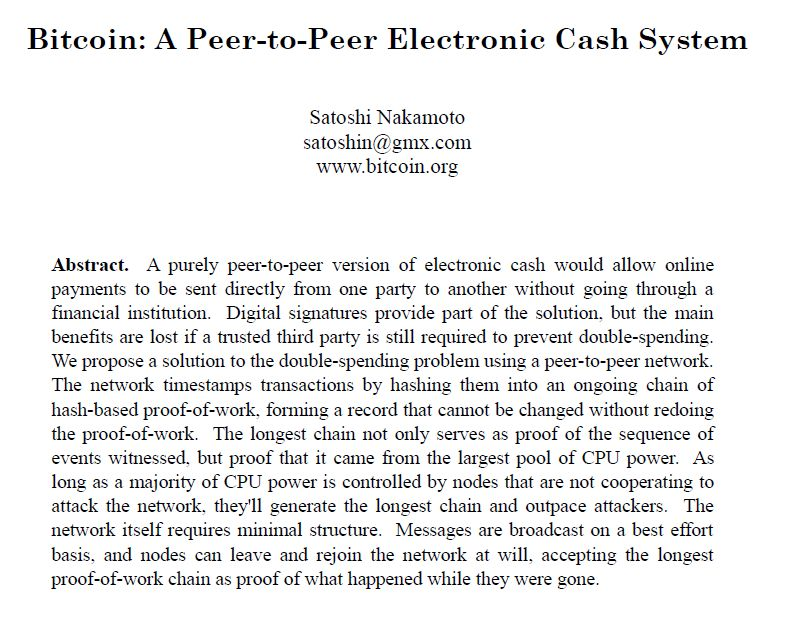 Bitcoin: A Peer-to-Peer Electronic Cash System
Satoshi Nakamoto
satoshin@gmx.com
www.bitcoin.org
Abstract. A purely peer-to-peer version of electronic cash would allow online
payments to be sent directly from one party to another without going through a
financial institution. Digital signatures provide part of the solution, but the main
benefits are lost if a trusted third party is still required to prevent double-spending.
We propose a solution to the double-spending problem using a peer-to-peer network.
The network timestamps transactions by hashing them into an ongoing chain of
hash-based proof-of-work, forming a record that cannot be changed without redoing
the proof-of-work. The longest chain not only serves as proof of the sequence of
events witnessed, but proof that it came from the largest pool of CPU power. As
long as a majority of CPU power is controlled by nodes that are not cooperating to
attack the network, they'll generate the longest chain and outpace attackers. The
network itself requires minimal structure. Messages are broadcast on a best effort
basis, and nodes can leave and rejoin the network at will, accepting the longest
proof-of-work chain as proof of what happened while they were gone.